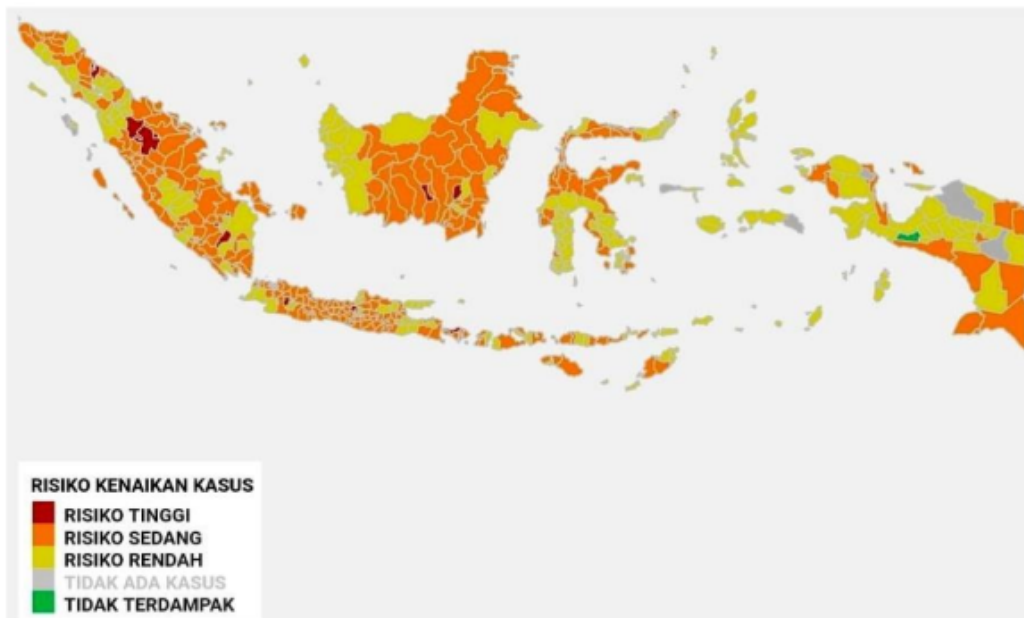 RISIKO KENAIKAN KASUS
RISIKO TINGGI
RISIKO SEDANG
RISIKO RENDAH
TIDAK ADA KASUS
TIDAK TERDAMPAK